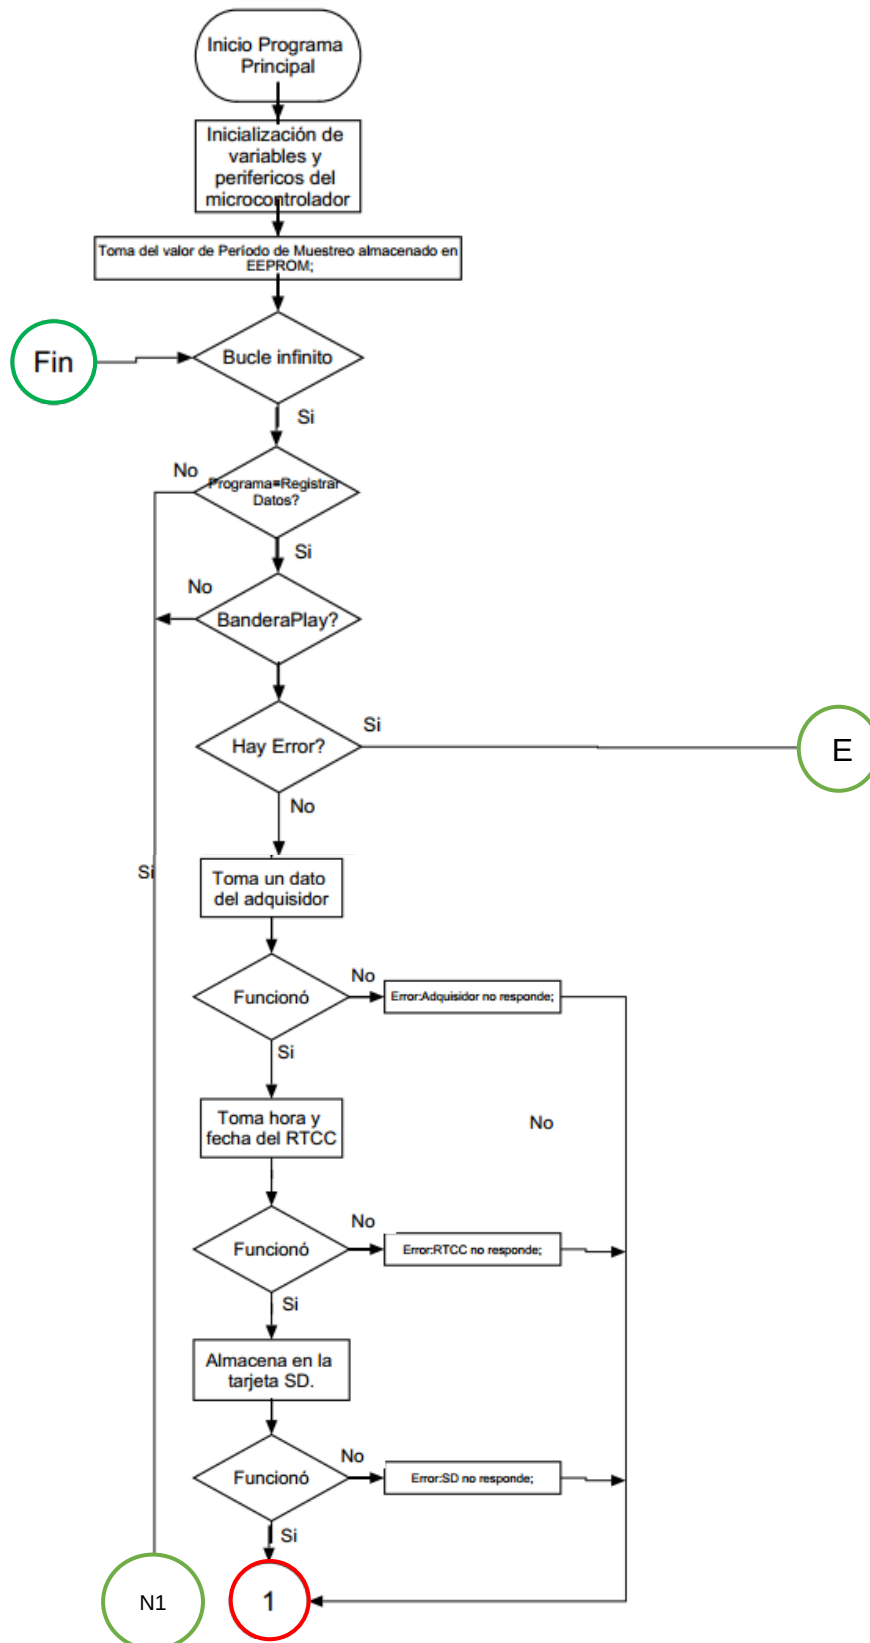 Inicio Programa
Principal
Inicialización de
variables y
perifericos del
microcontrolador
Toma del valor de Período de Muestreo almacenado en
EEPROM;
Fin
Bucle infinito
Si
No
Programa=Registrar
Datos?
Si
No
BanderaPlay?
Si
Hay Error?
E
No
Si
Toma un dato
del adquisidor
No
Funcionó
Error:Adquisidor no responde;
Si
Toma hora y
fecha del RTCC
No
No
Funcionó
Error:RTCC no responde;
Si
Almacena en la
tarjeta SD.
No
Funcionó
Error:SD no responde;
Si
N1
1